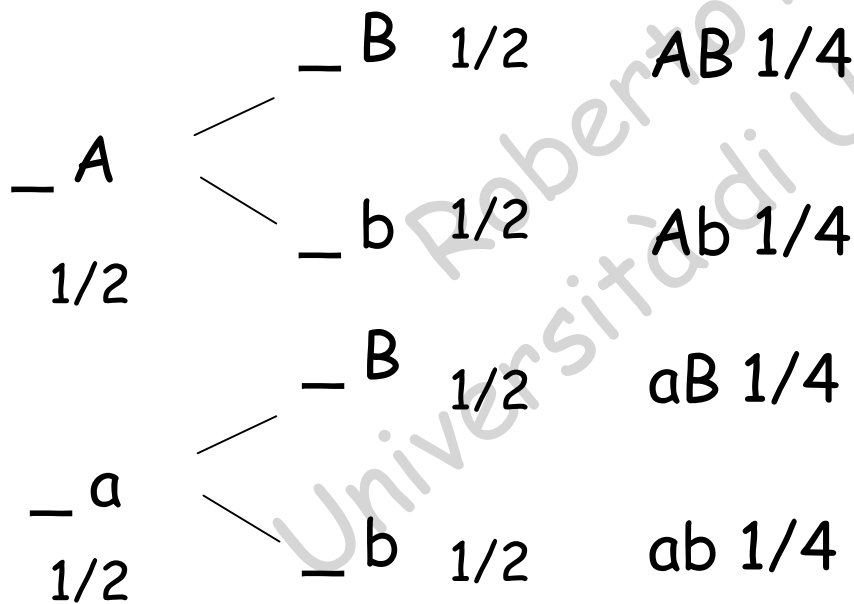 _ B 1/2 AB 1/4
_ A
_ b 1/2 Ab 1/4
1/2
_ B 1/2 aB 1/4
_ a
_ b 1/2 ab 1/4
1/2
Roberto
Università di U